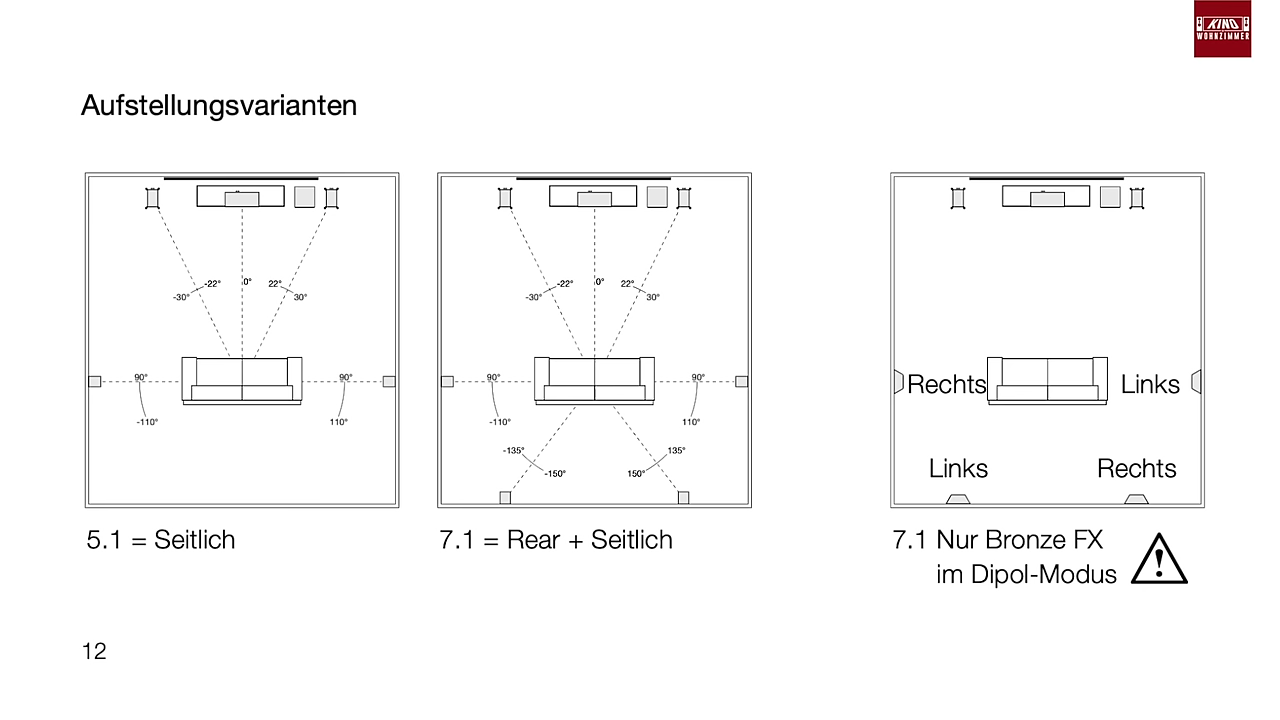 KINO
WOHNZIMMER
Aufstellungsvarianten
-30° -22° 0° 22° 30°
90° 90°
-110° 110°
5.1 = Seitlich
-30° -22° 0° 22° 30°
90° 90°
-110° 110°
-135° 135°
-150° 150°
7.1 = Rear + Seitlich
Rechts Links
Links Rechts
7.1 Nur Bronze FX
im Dipol-Modus
!
12